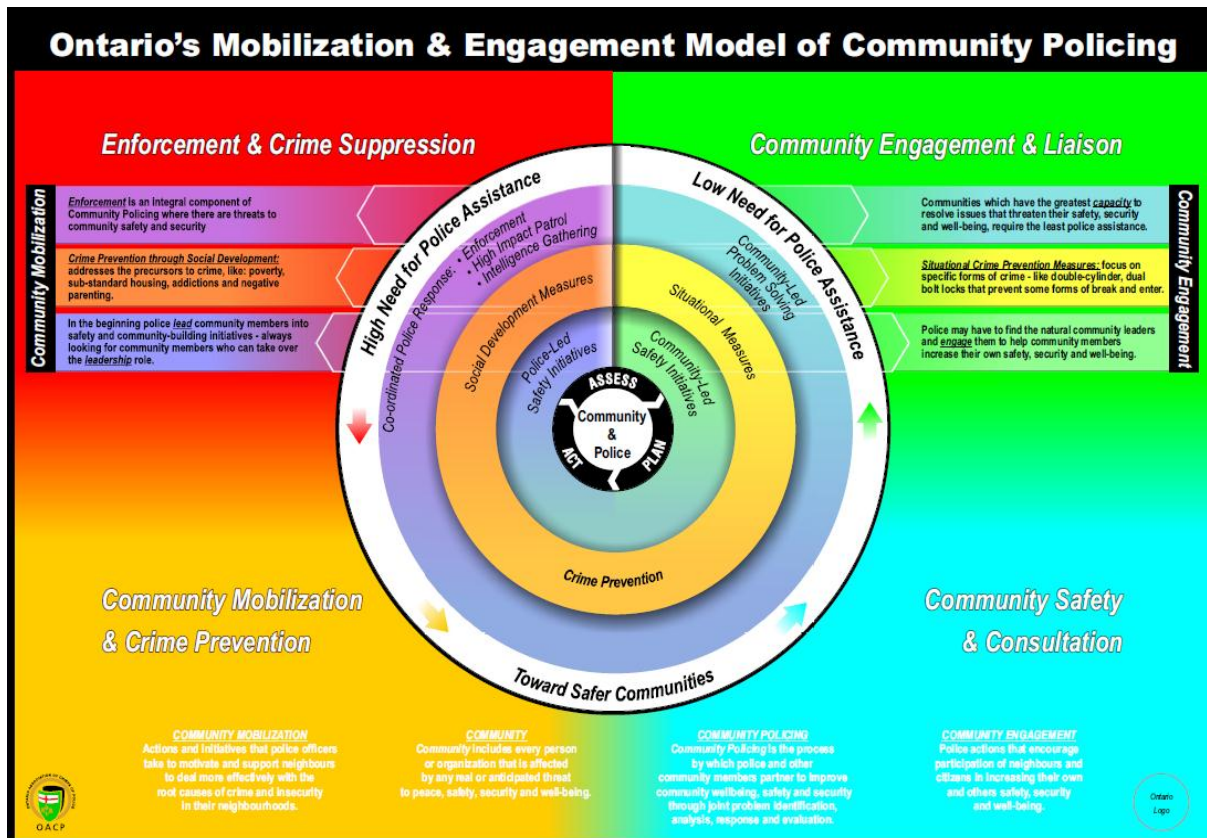 Ontario's Mobilization & Engagement Model of Community Policing
Enforcement & Crime Suppression
Community Engagement & Liaison
Community Mobilization
Enforcement is an integral component of
Community Policing where there are threats to
community safety and security
Crime Prevention through Social Development:
addresses the precursors to crime, like: poverty,
sub-standard housing, addictions and negative
parenting.
In the beginning police lead community members into
safety and community-building initiatives - always
looking for community members who can take over
the leadership role.
High Need for Police Assistance
Low Need for Police Assistance
Co-ordinated Police Response: • Enforcement
• High Impact Patrol
• Intelligence Gathering
Social Development Measures
Police-Led
Safety Initiatives
Community-Led
Problem Solving
Initiatives
Situational Measures
Community-Led
Safety Initiatives
ASSESS
PLAN
ACT
Community
&
Police
Crime Prevention
Toward Safer Communities
Communities which have the greatest capacity to
resolve issues that threaten their safety, security
and well-being, require the least police assistance.
Situational Crime Prevention Measures: focus on
specific forms of crime - like double-cylinder, dual
bolt locks that prevent some forms of break and enter.
Police may have to find the natural community leaders
and engage them to help community members
increase their own safety, security and well-being.
Community Engagement
Community Mobilization
& Crime Prevention
Community Safety
& Consultation
COMMUNITY MOBILIZATION
Actions and initiatives that police officers
take to motivate and support neighbours
to deal more effectively with the
root causes of crime and insecurity
in their neighbourhoods.
COMMUNITY
Community includes every person
or organization that is affected
by any real or anticipated threat
to peace, safety, security and well-being.
COMMUNITY POLICING
Community Policing is the process
by which police and other
community members partner to improve
community wellbeing, safety and security
through joint problem identification,
analysis, response and evaluation.
COMMUNITY ENGAGEMENT
Police actions that encourage
participation of neighbours and
citizens in increasing their own
and others safety, security
and well-being.
OACP
Ontario
Logo